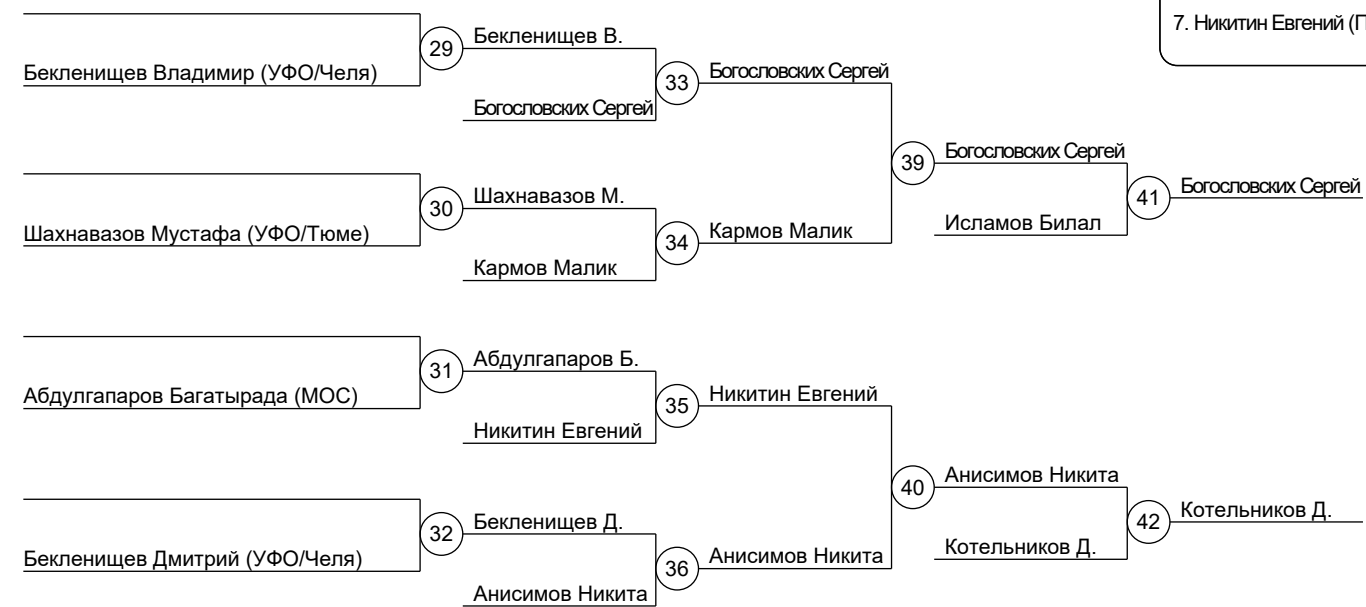 7. Никитин Евгений (П
29
Бекленищев В.
Бекленищев Владимир (УФО/Челя)
33
Богословских Сергей
Богословских Сергей
39
Богословских Сергей
30
Шахнавазов М.
41
Богословских Сергей
Шахнавазов Мустафа (УФО/Тюме)
34
Кармов Малик
Исламов Билал
Кармов Малик
31
Абдулгапаров Б.
Абдулгапаров Багатырада (МОС)
35
Никитин Евгений
Никитин Евгений
40
Анисимов Никита
32
Бекленищев Д.
42
Котельников Д.
Бекленищев Дмитрий (УФО/Челя)
36
Анисимов Никита
Котельников Д.
Анисимов Никита